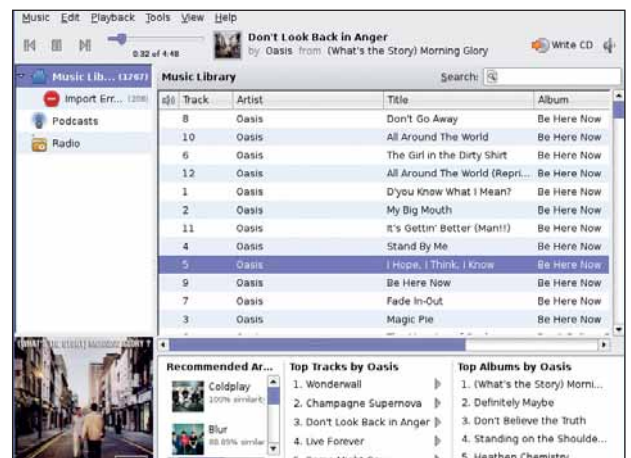 Music Edit Playback Tools View Help
Don't Look Back in Anger
by Oasis from (What's the Story) Morning Glory
0:32 of 4:48
Write CD
Music Lib... (1767)
Import Err... (208)
Podcasts
Radio
Music Library
Search:
Track Artist Title Album
8 Oasis Don't Go Away Be Here Now
10 Oasis All Around The World Be Here Now
6 Oasis The Girl in the Dirty Shirt Be Here Now
12 Oasis All Around The World (Repri... Be Here Now
1 Oasis D'you Know What I Mean? Be Here Now
2 Oasis My Big Mouth Be Here Now
11 Oasis It's Gettin' Better (Man!!) Be Here Now
4 Oasis Stand By Me Be Here Now
5 Oasis I Hope, I Think, I Know Be Here Now
9 Oasis Be Here Now Be Here Now
7 Oasis Fade In-Out Be Here Now
3 Oasis Magic Pie Be Here Now
(WHAT'S THE STORY) MORNING GLORY ?
Recommended Ar...
Coldplay
100% similarity
Blur
88.89% similar
Top Tracks by Oasis
1. Wonderwall
2. Champagne Supernova
3. Don't Look Back in Anger
4. Live Forever
Top Albums by Oasis
1. (What's the Story) Morni...
2. Definitely Maybe
3. Don't Believe the Truth
4. Standing on the Shoulde...
5. Heathen Chemistry